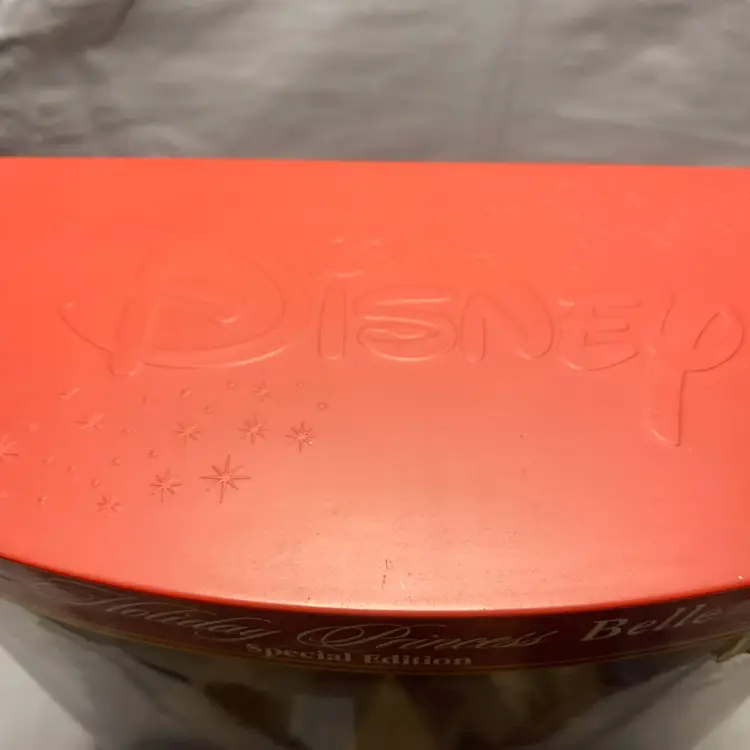 Disney
Holiday Princess Belle
Special Edition